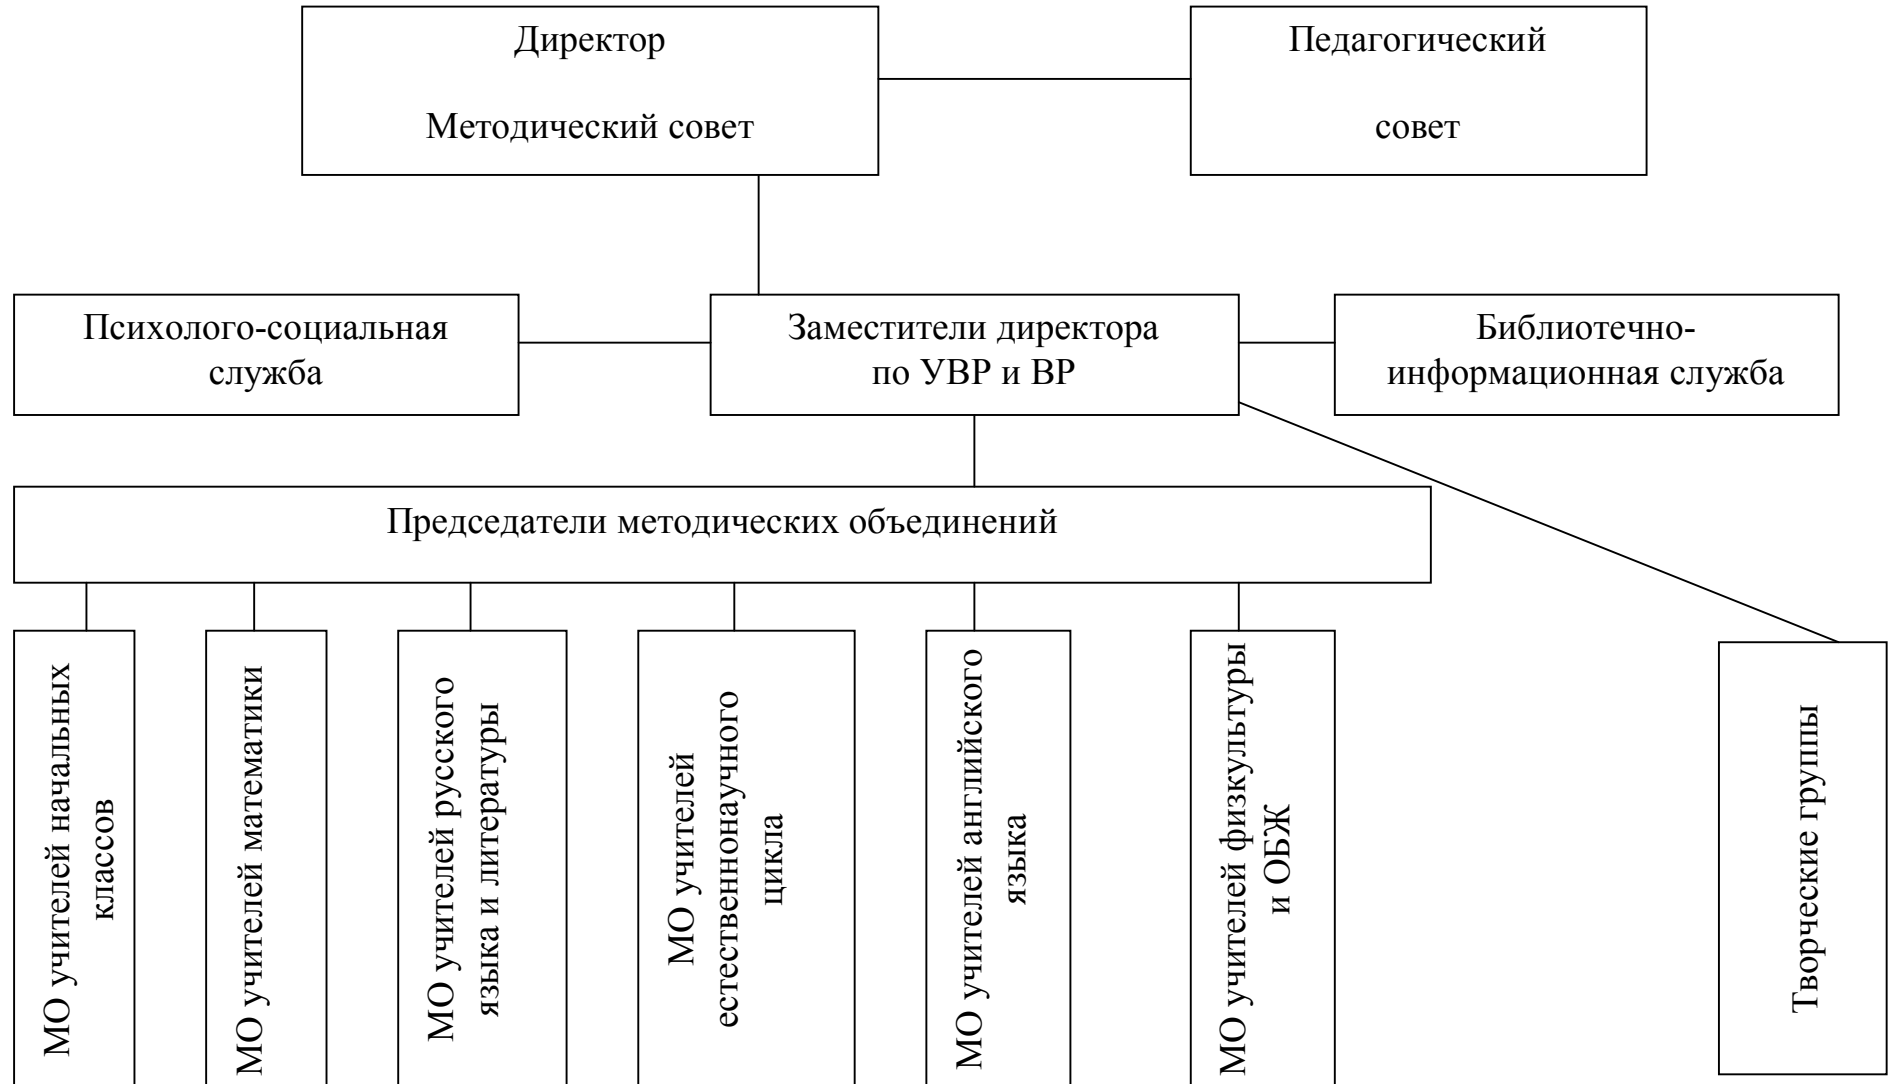 Директор
Методический совет
Педагогический
совет
Психолого-социальная
служба
Заместители директора
по УВР и ВР
Библиотечно-
информационная служба
Председатели методических объединений
МО учителей начальных
классов
МО учителей математики
МО учителей русского
языка и литературы
МО учителей
естественнонаучного
цикла
МО учителей английского
языка
МО учителей физкультуры
и ОБЖ
Творческие группы